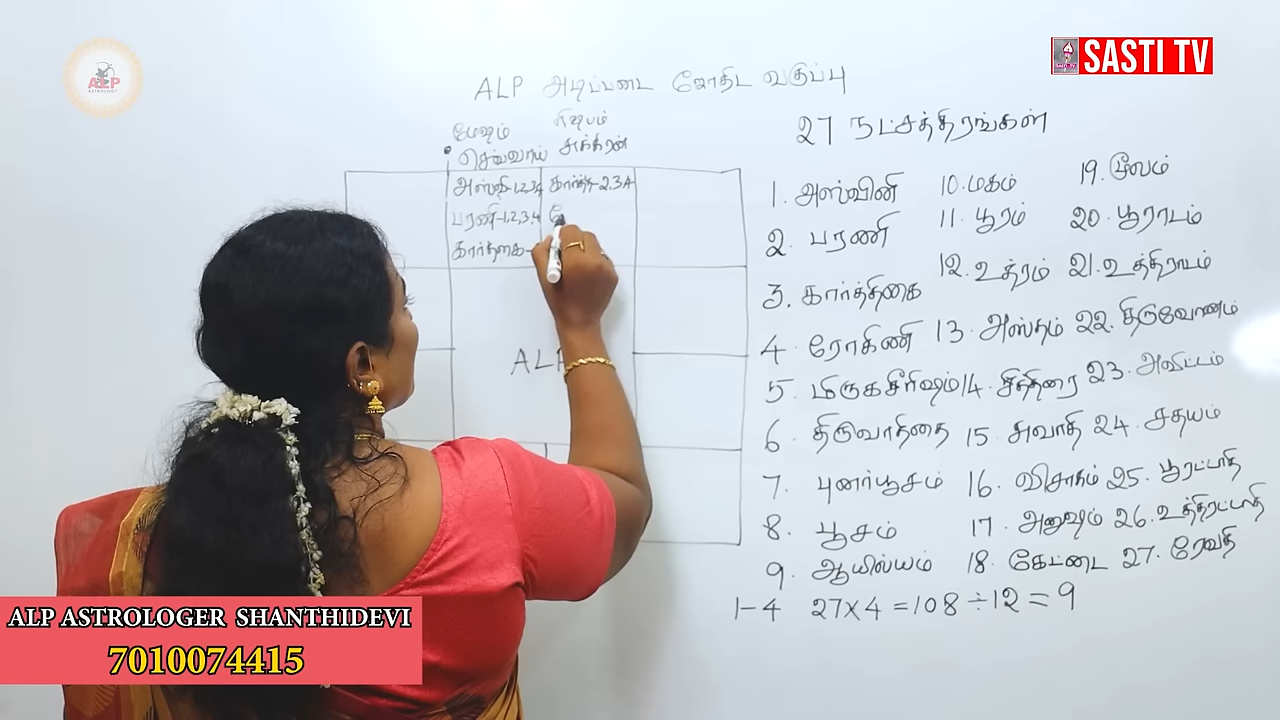 ALP ASTROLOGY
SASTI TV
ALP அடிப்படை ஜோதிட வகுப்பு
மேஷம் ரிஷபம்
செவ்வாய் சுக்கிரன்
அஸ்வி-1,2,3,4 கார்த்தி-2,3,4
பரணி-1,2,3,4
கார்த்திகை-
ALP
27 நட்சத்திரங்கள்
1. அஸ்வினி 10. மகம் 19. மூலம்
2. பரணி 11. பூரம் 20. பூராடம்
3. கார்த்திகை 12. உத்ரம் 21. உத்திராடம்
4 ரோகிணி 13. அஸ்தம் 22. திருவோணம்
5 மிருகசீரிஷம் 14. சித்திரை 23. அவிட்டம்
6 திருவாதிதை 15. சுவாதி 24. சதயம்
7. புனர்பூசம் 16. விசாகம் 25. பூரட்டாதி
8. பூசம் 17. அனுஷம் 26. உத்திரட்டாதி
9. ஆயில்யம் 18. கேட்டை 27. ரேவதி
1-4 27×4 =108 ÷12 = 9
ALP ASTROLOGER SHANTHIDEVI
7010074415